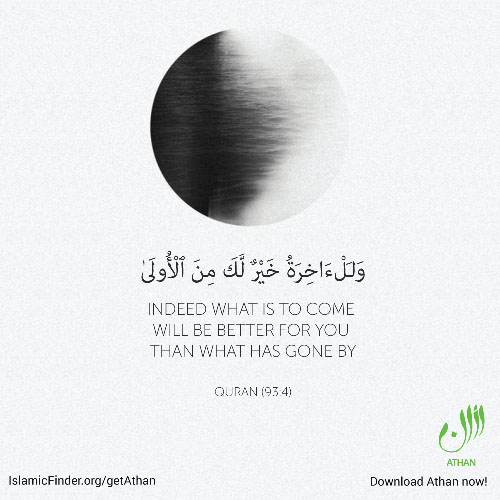 وَلَلْءَاخِرَةُ خَيْرٌ لَّكَ مِنَ ٱلْأُولَىٰ
INDEED WHAT IS TO COME
WILL BE BETTER FOR YOU
THAN WHAT HAS GONE BY
QURAN (93:4)
اذان
ATHAN
IslamicFinder.org/getAthan
Download Athan now!